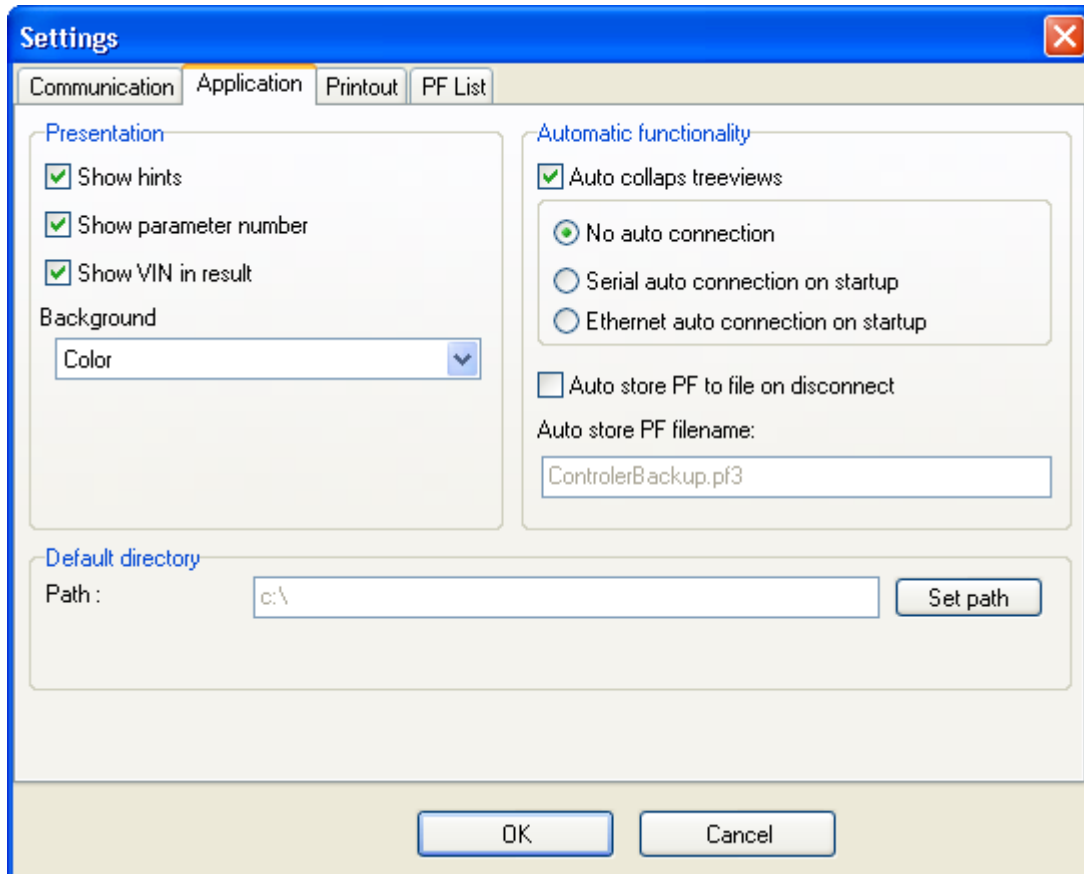 Settings
Communication Application Printout PF List
Presentation
Show hints
Show parameter number
Show VIN in result
Background
Color
Automatic functionality
Auto collaps treeviews
No auto connection
Serial auto connection on startup
Ethernet auto connection on startup
Auto store PF to file on disconnect
Auto store PF filename:
ControlerBackup.pf3
Default directory
Path : c:\ Set path
OK Cancel